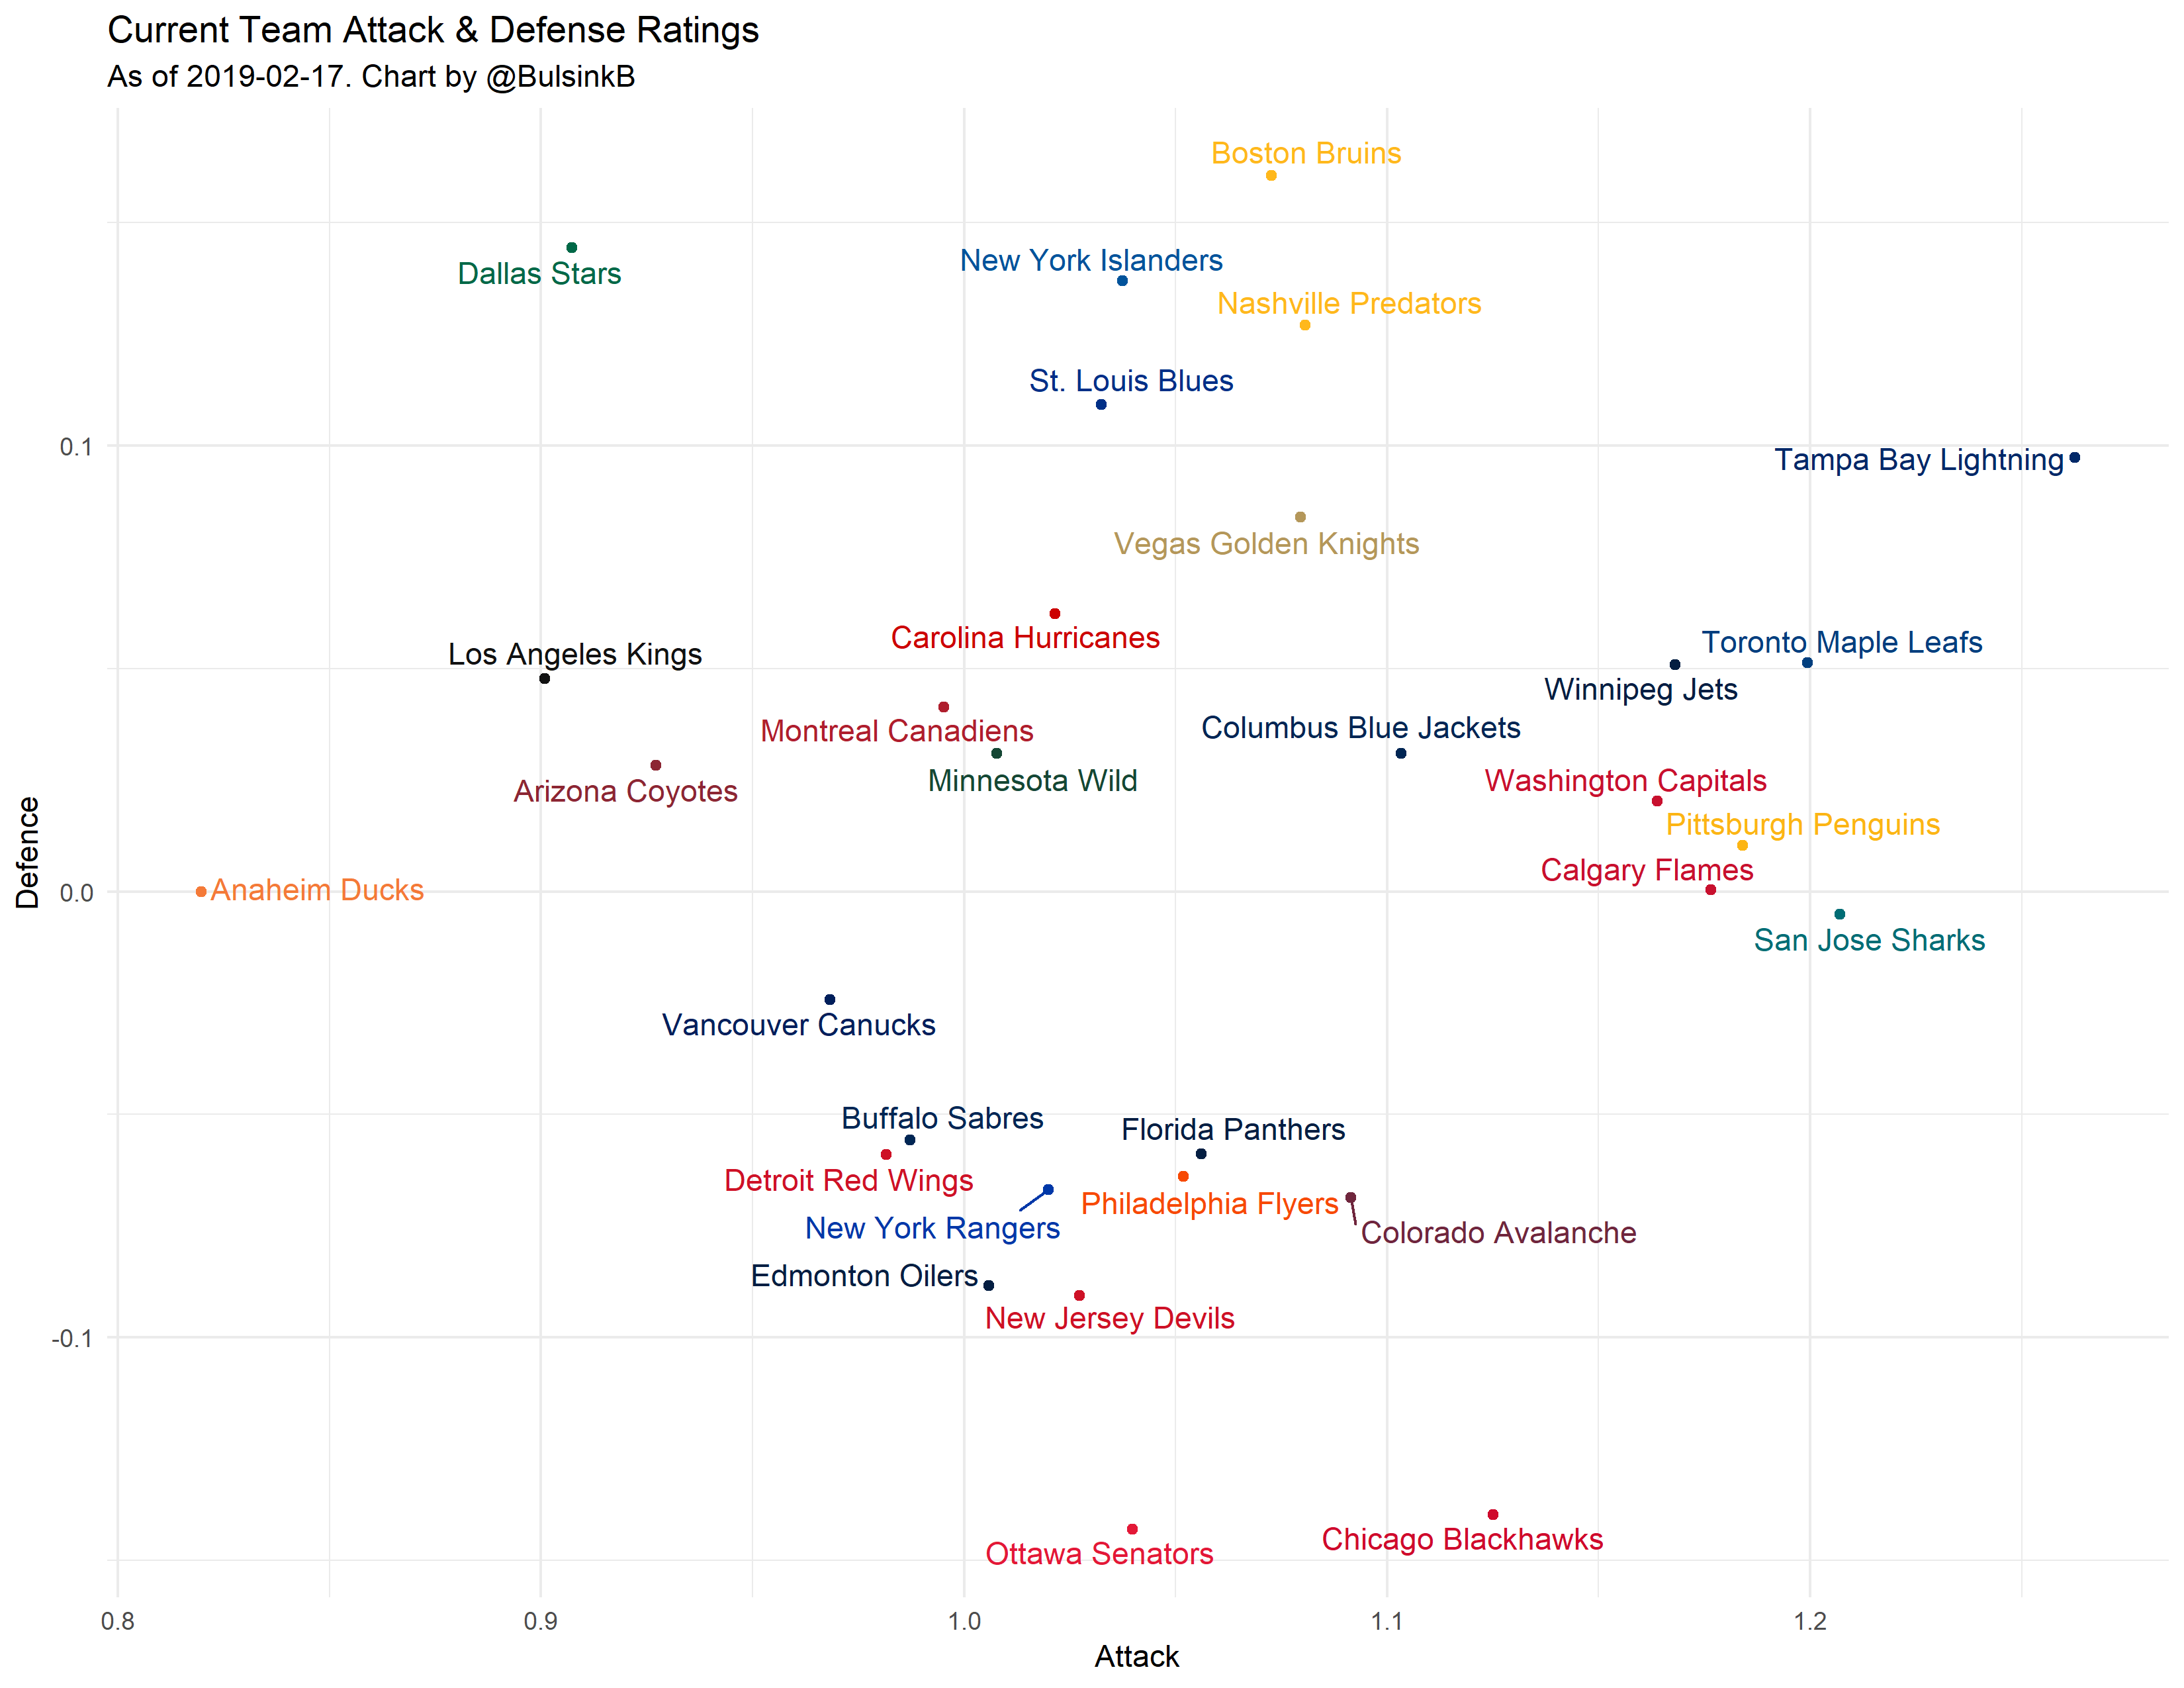 Current Team Attack & Defense Ratings
As of 2019-02-17. Chart by @BulsinkB
Boston Bruins
New York Islanders
Dallas Stars
Nashville Predators
St. Louis Blues
0.1
Tampa Bay Lightning
Vegas Golden Knights
Carolina Hurricanes
Toronto Maple Leafs
Los Angeles Kings
Winnipeg Jets
Columbus Blue Jackets
Montreal Canadiens
Minnesota Wild
Washington Capitals
Arizona Coyotes
Pittsburgh Penguins
Defence
Calgary Flames
0.0
Anaheim Ducks
San Jose Sharks
Vancouver Canucks
Buffalo Sabres
Florida Panthers
Detroit Red Wings
Philadelphia Flyers
New York Rangers
Colorado Avalanche
Edmonton Oilers
New Jersey Devils
-0.1
Chicago Blackhawks
Ottawa Senators
0.8 0.9 1.0 1.1 1.2
Attack